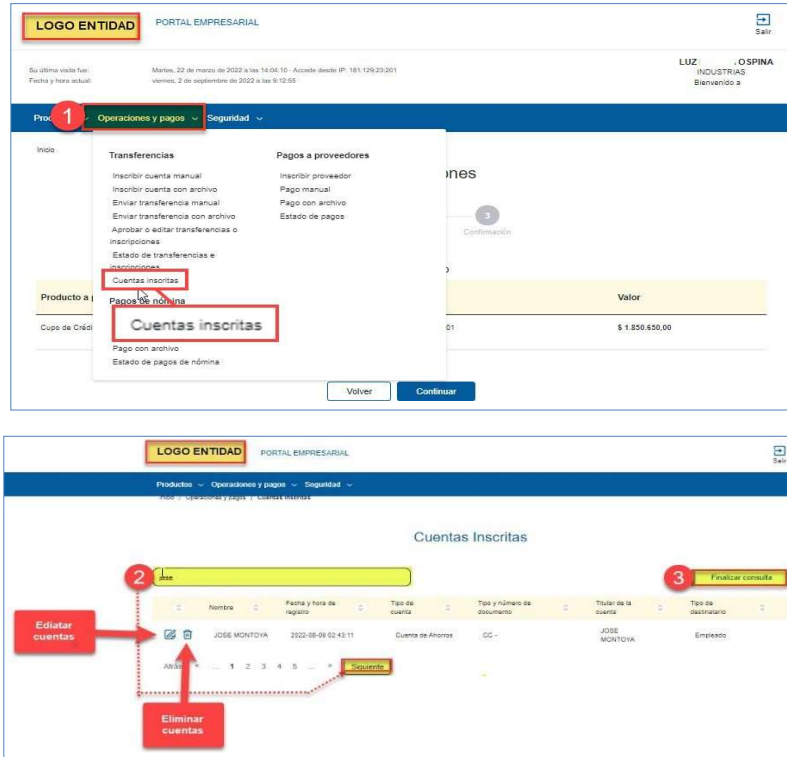 LOGO ENTIDAD
PORTAL EMPRESARIAL
Salir
Su última visita fue: Martes, 22 de marzo de 2022 a las 14:04:10 - Accede desde IP: 181:129:23:201
Fecha y hora actual: viernes, 2 de septiembre de 2022 a las 9:12:55
LUZ . OSPINA
INDUSTRIAS
Bienvenido a
1
Operaciones y pagos
Seguridad
Inicio
Transferencias
Inscribir cuenta manual
Inscribir cuenta con archivo
Enviar transferencia manual
Enviar transferencia con archivo
Aprobar o editar transferencias o
inscripciones
Estado de transferencias e
inscripciones
Cuentas inscritas
Pagos de nómina
Cuentas inscritas
Pago con archivo
Estado de pagos de nómina
Pagos a proveedores
Inscribir proveedor
Pago manual
Pago con archivo
Estado de pagos
ones
3
Confirmación
Producto a
Valor
Cupo de Crédi
01
$ 1.850.650,00
Volver
Continuar
LOGO ENTIDAD
PORTAL EMPRESARIAL
Salir
Productos
Operaciones y pagos
Seguridad
Inicio / Operaciones y pagos / Cuentas inscritas
Cuentas Inscritas
2
jose
3
Finalizar consulta
Nombre
Fecha y hora de
registro
Tipo de
cuenta
Tipo y número de
documento
Titular de la
cuenta
Tipo de
destinatario
Ediatar
cuentas
JOSE MONTOYA
2022-08-09 02:43:11
Cuenta de Ahorros
CC -
JOSE
MONTOYA
Empleado
Atrás « ... 1 2 3 4 5 ... » Siguiente
Eliminar
cuentas